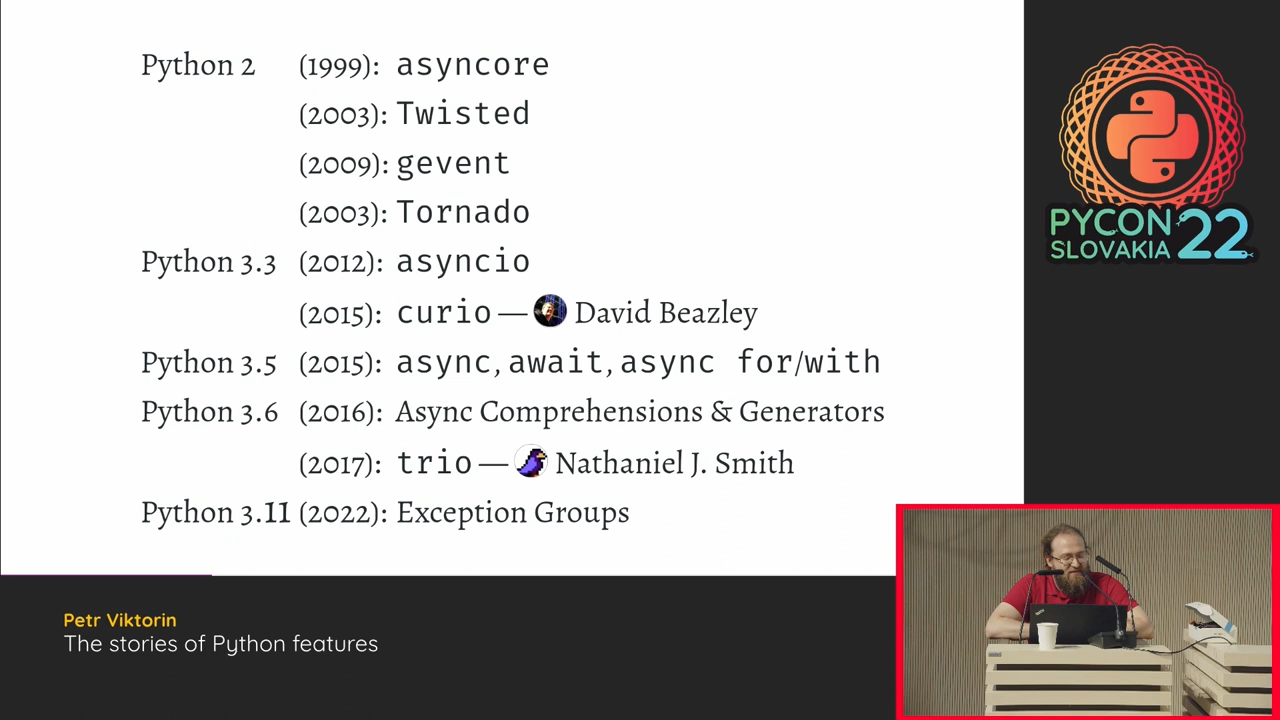 Python 2 (1999): asyncore
(2003): Twisted
(2009): gevent
(2003): Tornado
Python 3.3 (2012): asyncio
(2015): curio — David Beazley
Python 3.5 (2015): async, await, async for/with
Python 3.6 (2016): Async Comprehensions & Generators
(2017): trio — Nathaniel J. Smith
Python 3.11 (2022): Exception Groups
PYCON 22
SLOVAKIA
Petr Viktorin
The stories of Python features